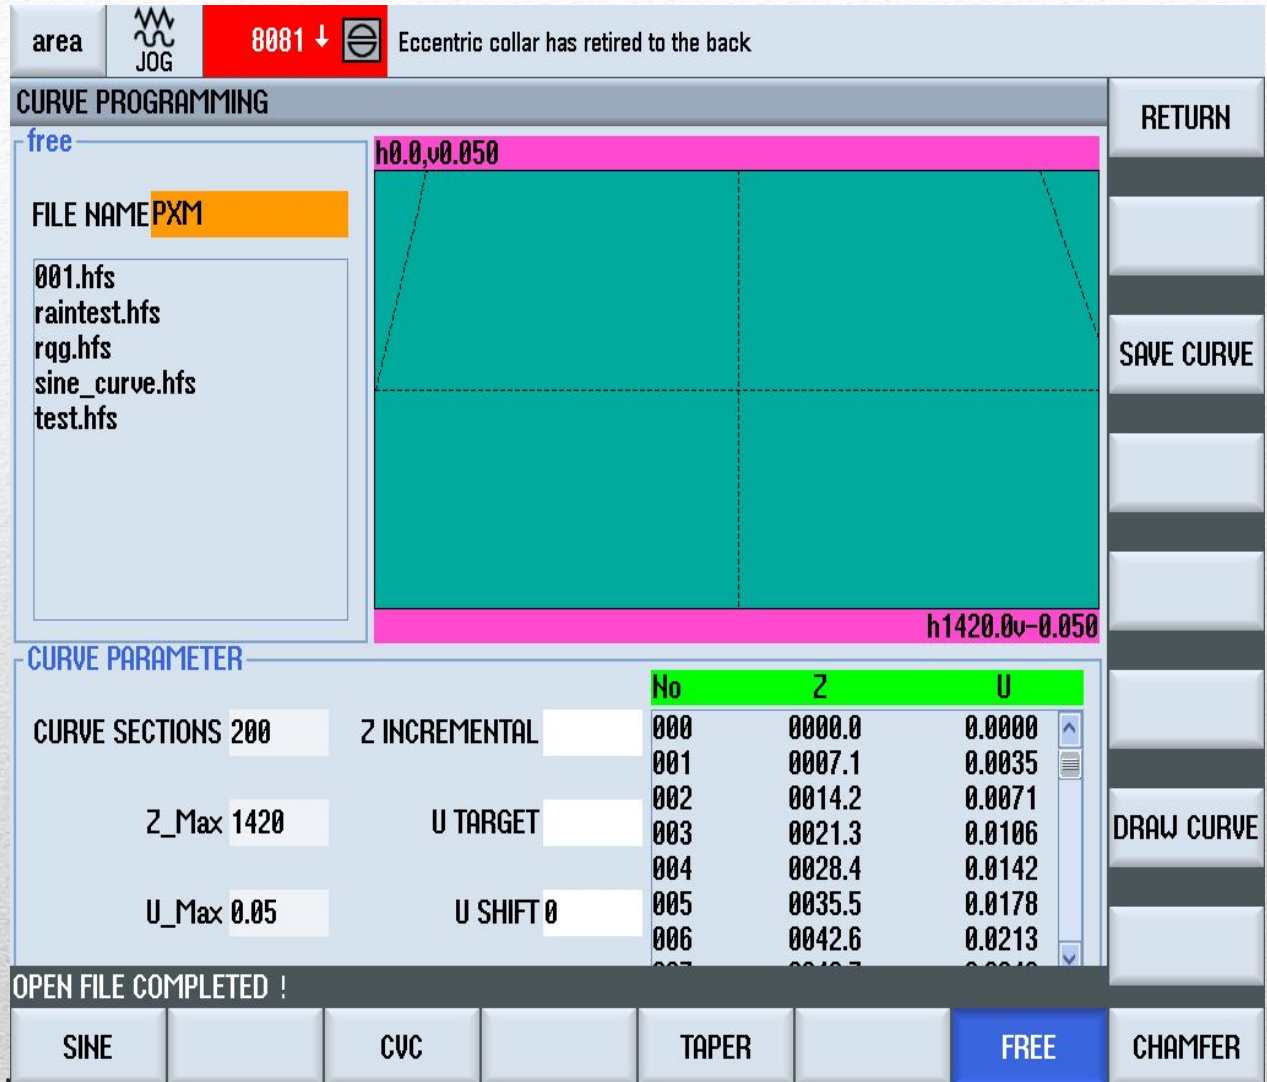 area
JOG
8081 ↓
Eccentric collar has retired to the back
CURVE PROGRAMMING
RETURN
free
h0.0,v0.050
FILE NAME PXM
001.hfs
raintest.hfs
rqg.hfs
sine_curve.hfs
test.hfs
SAVE CURVE
h1420.0v-0.050
CURVE PARAMETER
No Z U
CURVE SECTIONS 200 Z INCREMENTAL
000 0000.0 0.0000
001 0007.1 0.0035
002 0014.2 0.0071
Z_Max 1420 U TARGET
003 0021.3 0.0106
DRAW CURVE
004 0028.4 0.0142
005 0035.5 0.0178
U_Max 0.05 U SHIFT 0
006 0042.6 0.0213
OPEN FILE COMPLETED !
SINE
CVC
TAPER
FREE
CHAMFER